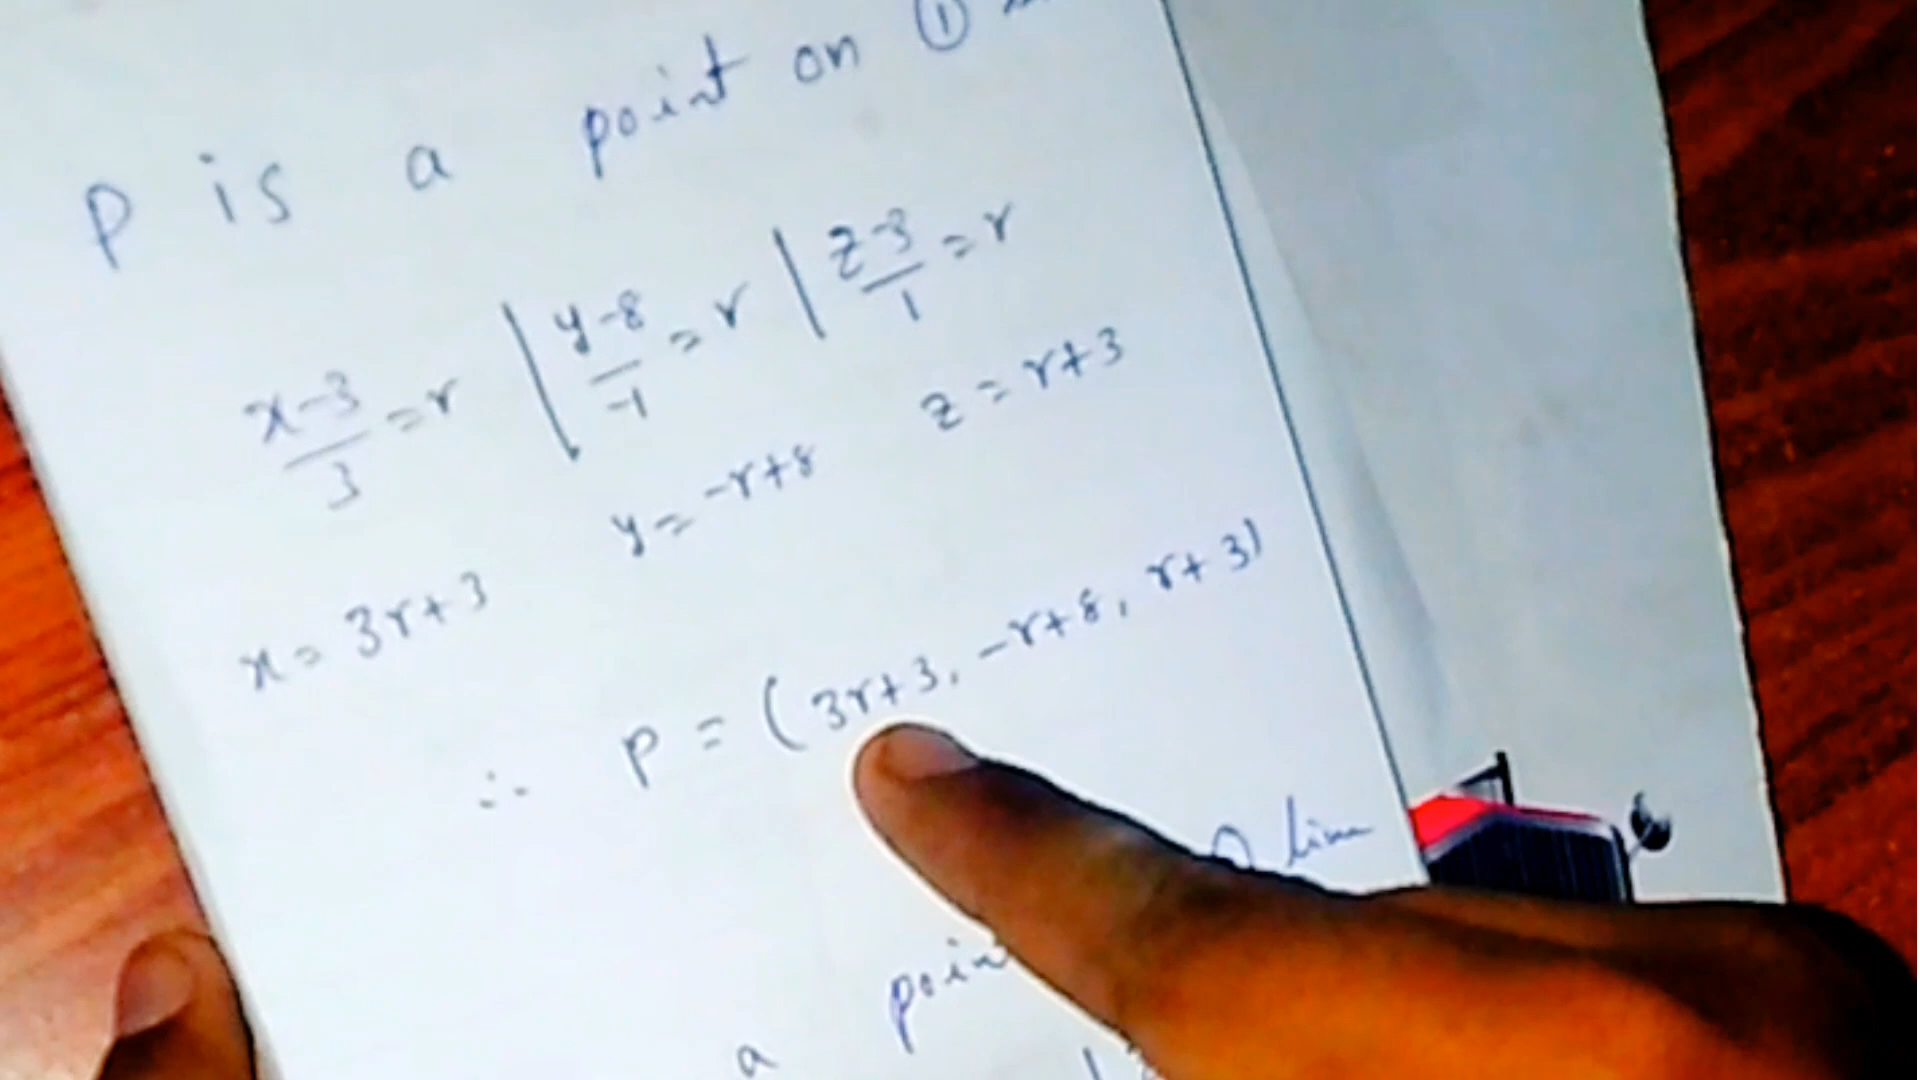 P is a point on ①
x-3/3 = r | y-8/-1 = r | z-3/1 = r
x = 3r+3 y = -r+8 z = r+3
∴ P = (3r+3, -r+8, r+3)
a